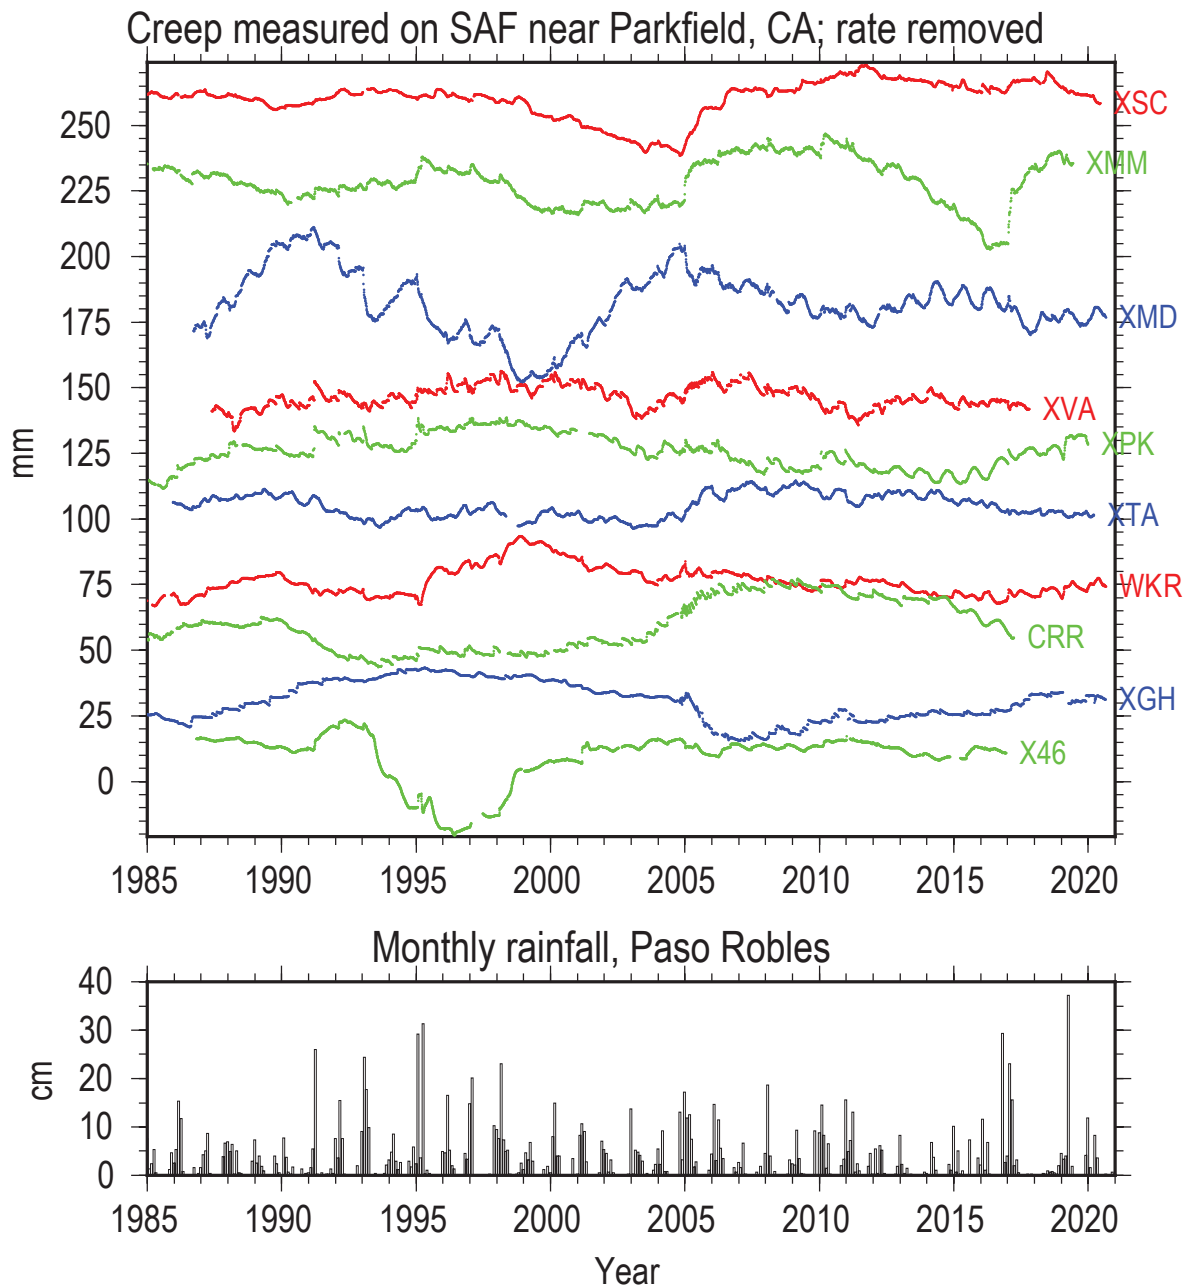 Creep measured on SAF near Parkfield, CA; rate removed
XSC
250
XMM
225
200
XMD
175
150
XVA
mm
XPK
125
XTA
100
WKR
75
CRR
50
XGH
25
X46
0
1985 1990 1995 2000 2005 2010 2015 2020
Monthly rainfall, Paso Robles
40
30
cm
20
10
0
1985 1990 1995 2000 2005 2010 2015 2020
Year